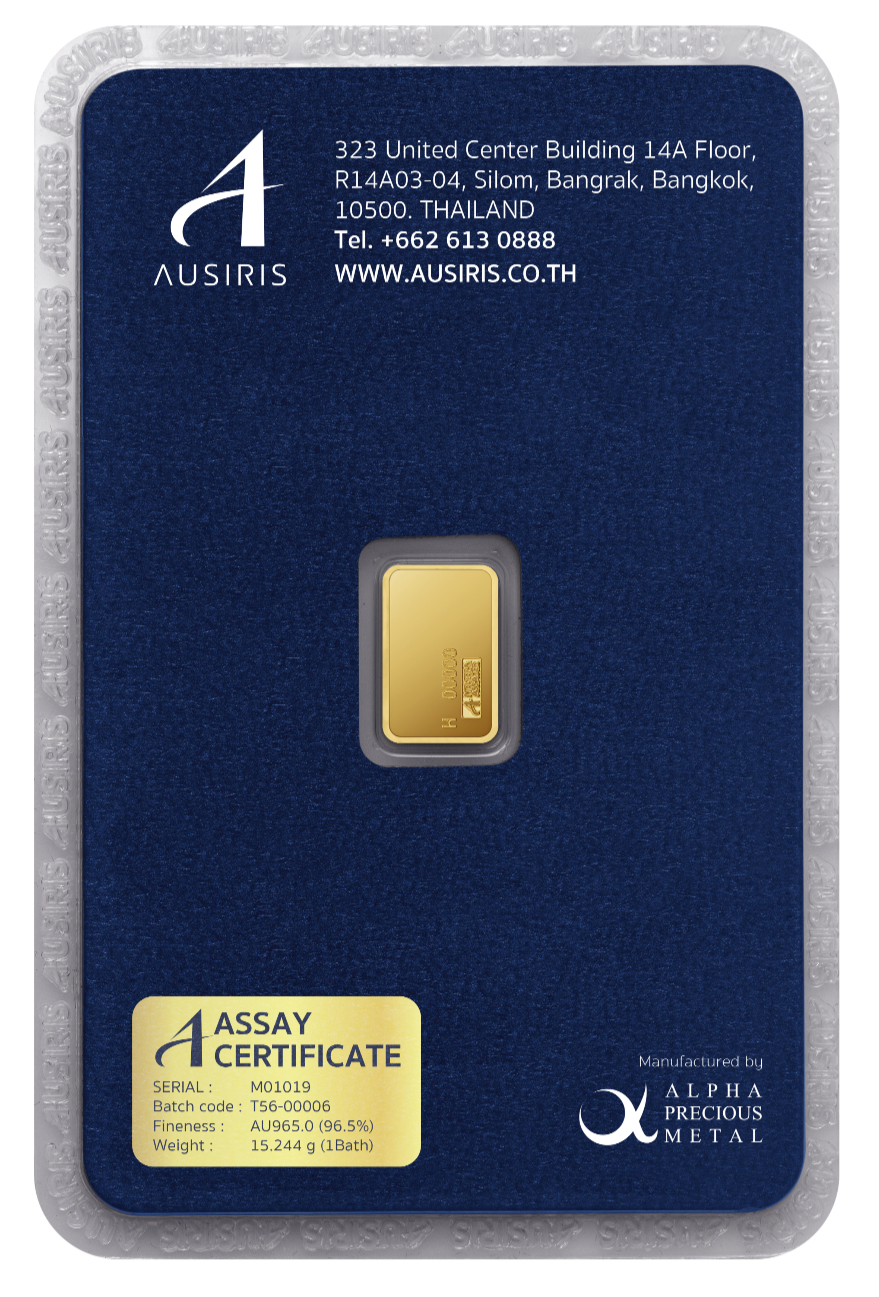 AUSIRIS
323 United Center Building 14A Floor,
R14A03-04, Silom, Bangrak, Bangkok,
10500. THAILAND
Tel. +662 613 0888
WWW.AUSIRIS.CO.TH
H 00000
ASSAY
CERTIFICATE
SERIAL : M01019
Batch code : T56-00006
Fineness : AU965.0 (96.5%)
Weight : 15.244 g (1Bath)
Manufactured by
ALPHA
PRECIOUS
METAL